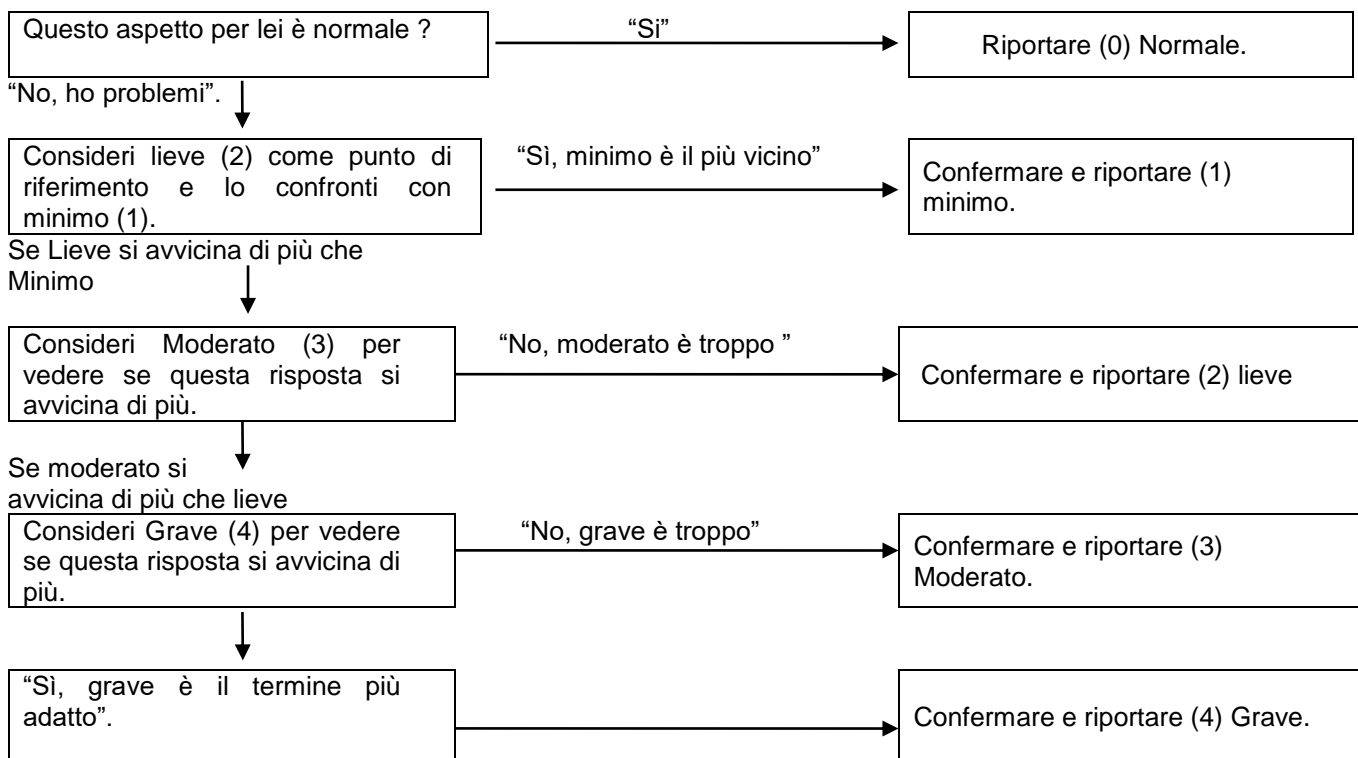 Questo aspetto per lei è normale ?
“Si”
Riportare (0) Normale.
“No, ho problemi”.
Consideri lieve (2) come punto di
riferimento e lo confronti con
minimo (1).
“Sì, minimo è il più vicino”
Confermare e riportare (1)
minimo.
Se Lieve si avvicina di più che
Minimo
Consideri Moderato (3) per
vedere se questa risposta si
avvicina di più.
“No, moderato è troppo ”
Confermare e riportare (2) lieve
Se moderato si
avvicina di più che lieve
Consideri Grave (4) per vedere
se questa risposta si avvicina di
più.
“No, grave è troppo”
Confermare e riportare (3)
Moderato.
“Sì, grave è il termine più
adatto”.
Confermare e riportare (4) Grave.